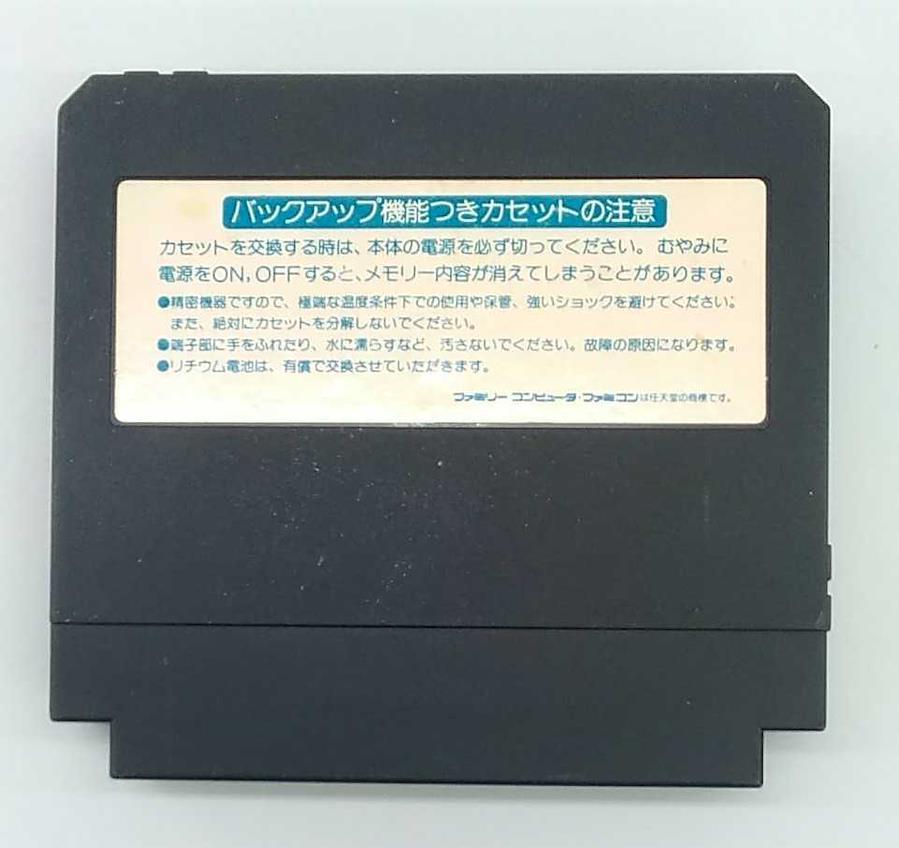 バックアップ機能つきカセットの注意
カセットを交換する時は、本体の電源を必ず切ってください。むやみに
電源をON, OFFすると、メモリー内容が消えてしまうことがあります。
●精密機器ですので、極端な温度条件下での使用や保管、強いショックを避けてください。
また、絶対にカセットを分解しないでください。
●端子部に手をふれたり、水に濡らすなど、汚さないでください。故障の原因になります。
●リチウム電池は、有償で交換させていただきます。
ファミリーコンピュータ・ファミコンは任天堂の商標です。